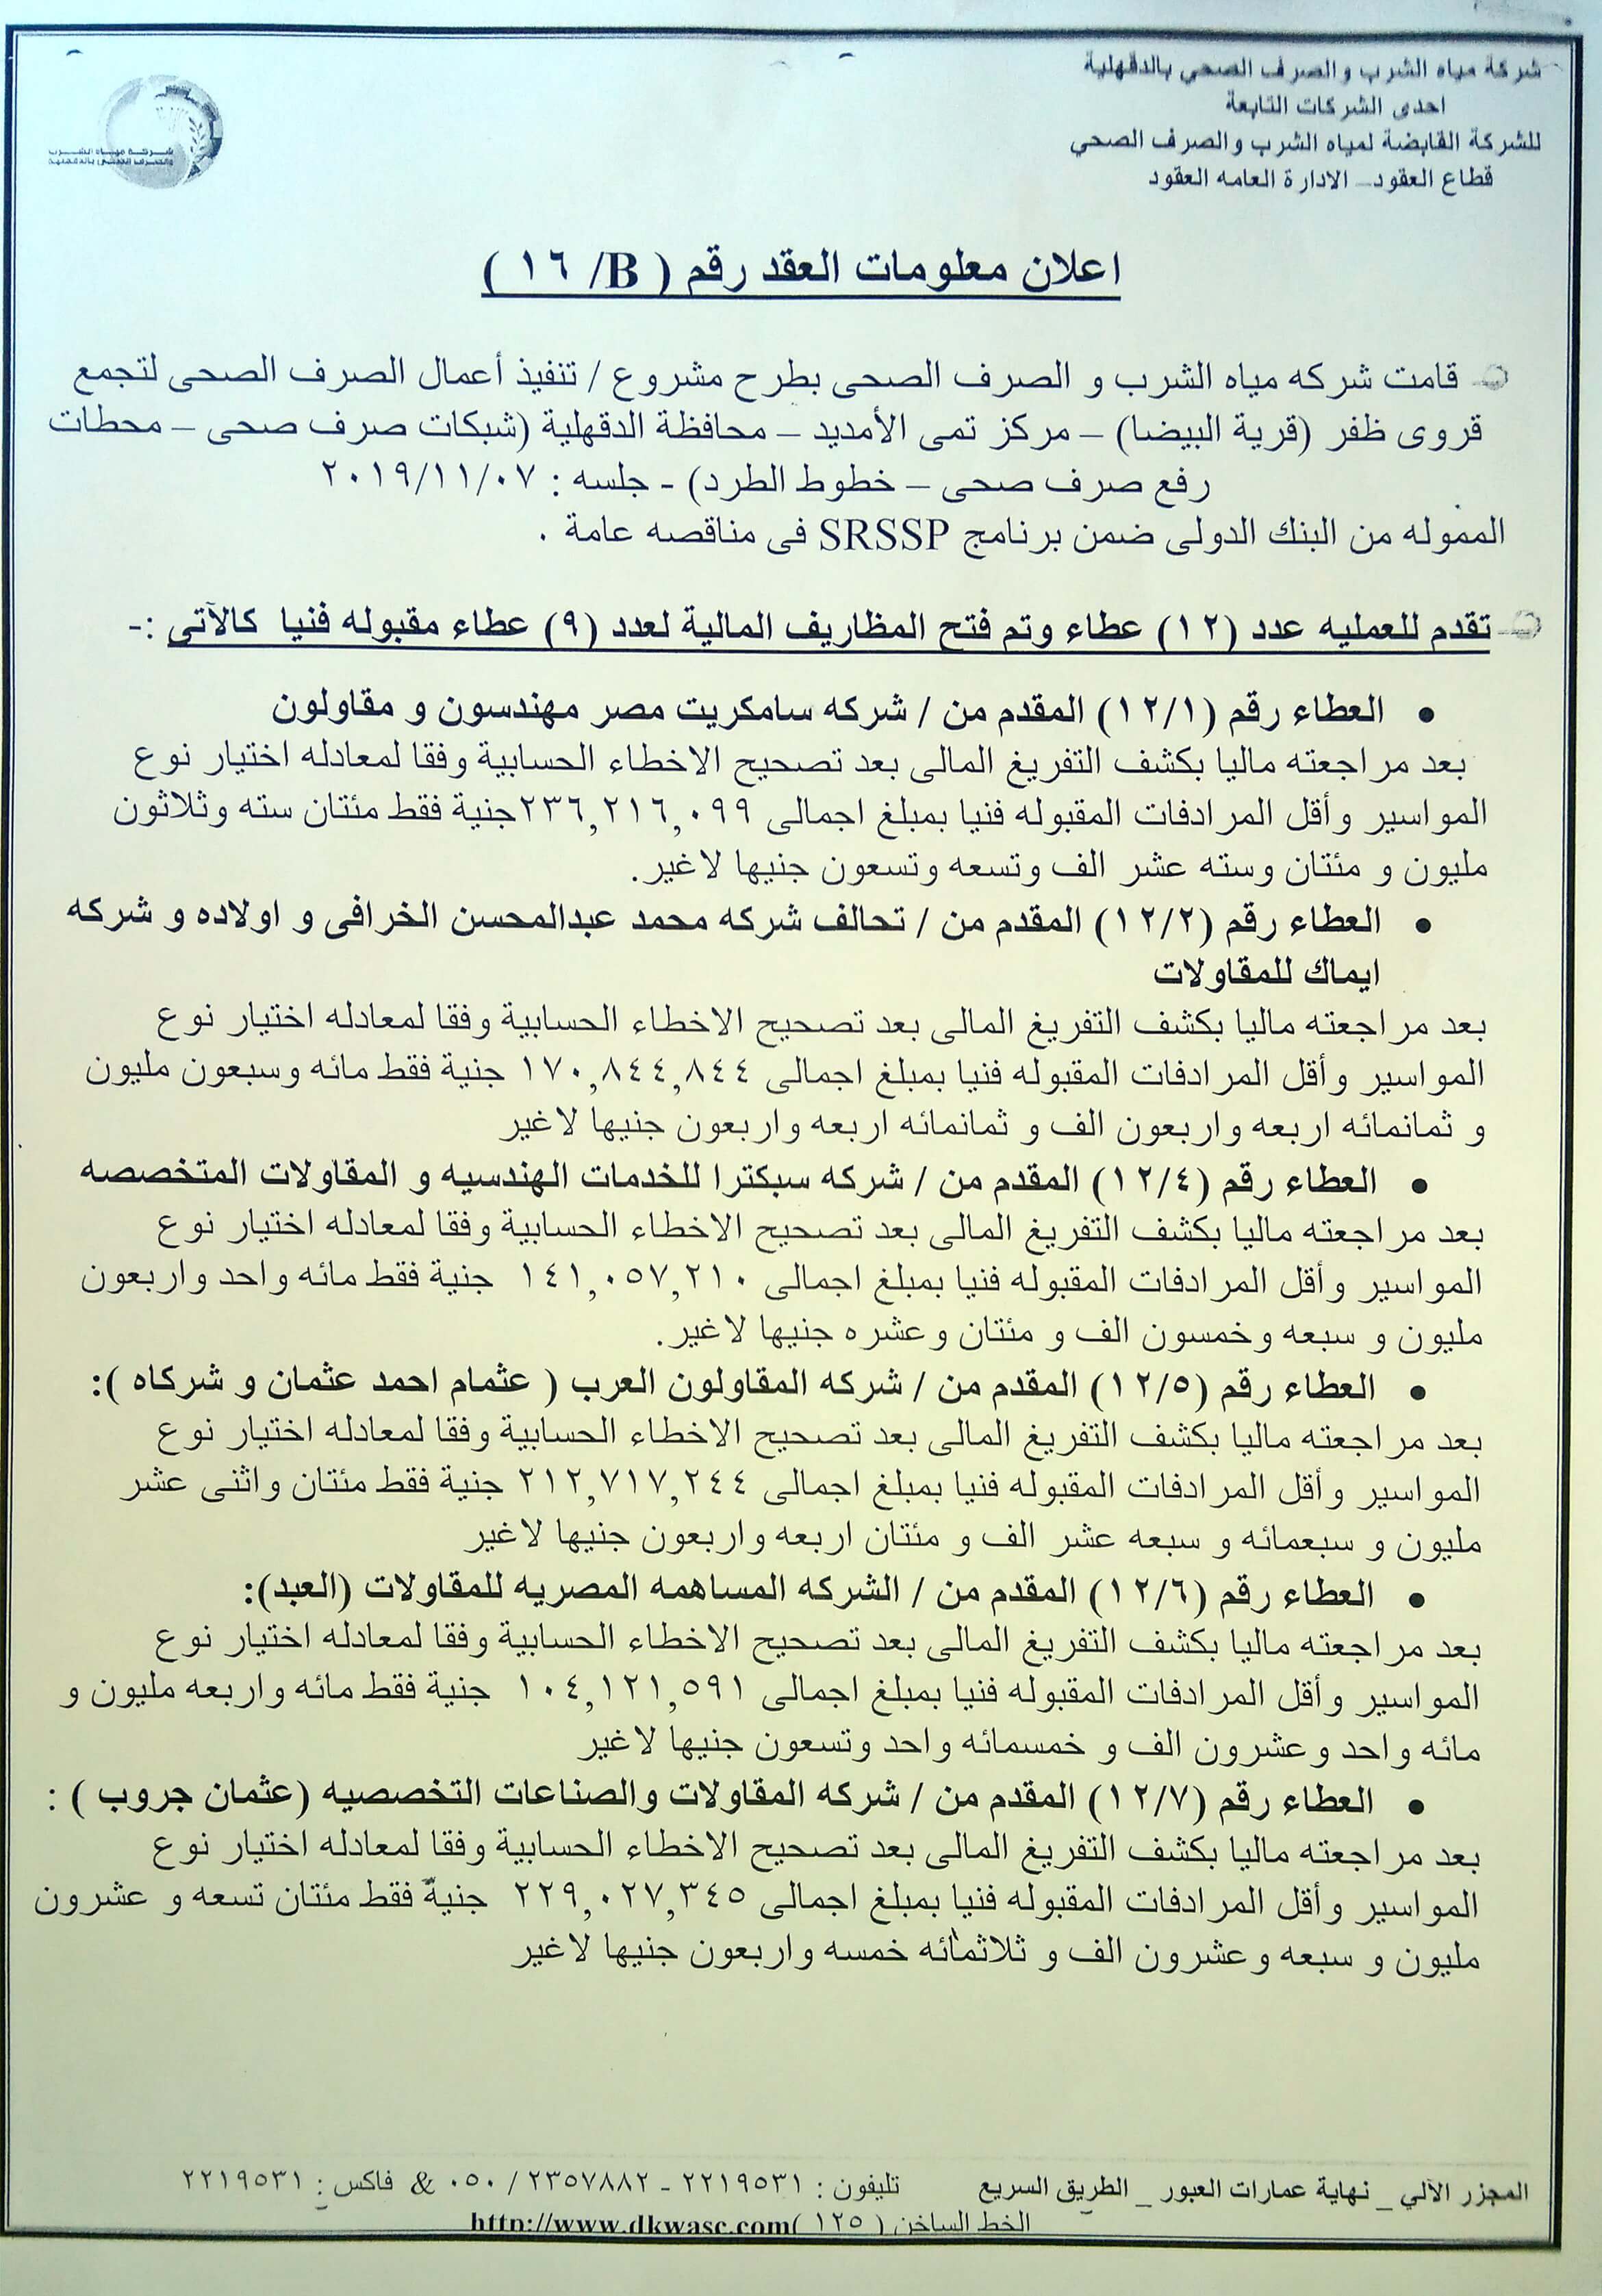 شركة مياه الشرب والصرف الصحي بالدقهلية
احدى الشركات التابعة
للشركة القابضة لمياه الشرب والصرف الصحي
قطاع العقود – الادارة العامه العقود
شركة مياه الشرب
والصرف الصحى بالدقهلية
اعلان معلومات العقد رقم ( B/ ١٦ )
قامت شركه مياه الشرب و الصرف الصحى بطرح مشروع / تنفيذ أعمال الصرف الصحى لتجمع
قروى ظفر (قرية البيضا) – مركز تمى الأمديد – محافظة الدقهلية (شبكات صرف صحى – محطات
رفع صرف صحى – خطوط الطرد) - جلسه : ٢٠١٩/١١/٠٧
الممولة من البنك الدولى ضمن برنامج SRSSP فى مناقصه عامة .
تقدم للعمليه عدد (١٢) عطاء وتم فتح المظاريف المالية لعدد (٩) عطاء مقبوله فنيا كالآتى :-
• العطاء رقم (١٢/١) المقدم من / شركه سامكريت مصر مهندسون و مقاولون
بعد مراجعته ماليا بكشف التفريغ المالى بعد تصحيح الاخطاء الحسابية وفقا لمعادله اختيار نوع
المواسير وأقل المرادفات المقبوله فنيا بمبلغ اجمالى ٢٣٦,٢١٦,٠٩٩جنية فقط مئتان سته وثلاثون
مليون و مئتان وسته عشر الف وتسعه وتسعون جنيها لاغير.
• العطاء رقم (١٢/٢) المقدم من / تحالف شركه محمد عبدالمحسن الخرافى و اولاده و شركه
ايماك للمقاولات
بعد مراجعته ماليا بكشف التفريغ المالى بعد تصحيح الاخطاء الحسابية وفقا لمعادله اختيار نوع
المواسير وأقل المرادفات المقبوله فنيا بمبلغ اجمالى ١٧٠,٨٤٤,٨٤٤ جنية فقط مائه وسبعون مليون
و ثمانمائه اربعه واربعون الف و ثمانمائه اربعه واربعون جنيها لاغير
• العطاء رقم (١٢/٤) المقدم من / شركه سبكترا للخدمات الهندسيه و المقاولات المتخصصه
بعد مراجعته ماليا بكشف التفريغ المالى بعد تصحيح الاخطاء الحسابية وفقا لمعادله اختيار نوع
المواسير وأقل المرادفات المقبوله فنيا بمبلغ اجمالى ١٤١,٠٥٧,٢١٠ جنية فقط مائه واحد واربعون
مليون و سبعه وخمسون الف و مئتان وعشره جنيها لاغير.
• العطاء رقم (١٢/٥) المقدم من / شركه المقاولون العرب ( عثمام احمد عثمان و شركاه ):
بعد مراجعته ماليا بكشف التفريغ المالى بعد تصحيح الاخطاء الحسابية وفقا لمعادله اختيار نوع
المواسير وأقل المرادفات المقبوله فنيا بمبلغ اجمالى ٢١٢,٧١٧,٢٤٤ جنية فقط مئتان واثنى عشر
مليون و سبعمائه و سبعه عشر الف و مئتان اربعه واربعون جنيها لاغير
• العطاء رقم (١٢/٦) المقدم من / الشركه المساهمه المصريه للمقاولات (العبد):
بعد مراجعته ماليا بكشف التفريغ المالى بعد تصحيح الاخطاء الحسابية وفقا لمعادله اختيار نوع
المواسير وأقل المرادفات المقبوله فنيا بمبلغ اجمالى ١٠٤,١٢١,٥٩١ جنية فقط مائه واربعه مليون و
مائه واحد وعشرون الف و خمسمائه واحد وتسعون جنيها لاغير
• العطاء رقم (١٢/٧) المقدم من / شركه المقاولات والصناعات التخصصيه (عثمان جروب ) :
بعد مراجعته ماليا بكشف التفريغ المالى بعد تصحيح الاخطاء الحسابية وفقا لمعادله اختيار نوع
المواسير وأقل المرادفات المقبوله فنيا بمبلغ اجمالى ٢٢٩,٠٢٧,٣٤٥ جنية فقط مئتان تسعه و عشرون
مليون و سبعه وعشرون الف و ثلاثمائه خمسه واربعون جنيها لاغير
المجزر الآلي _ نهاية عمارات العبور _ الطريق السريع تليفون : ٢٢١٩٥٣١ - ٢٣٥٧٨٨٢ / ٠٥٠ & فاكس : ٢٢١٩٥٣١
الخط الساخن ( ١٢٥ )http://www.dkwasc.com